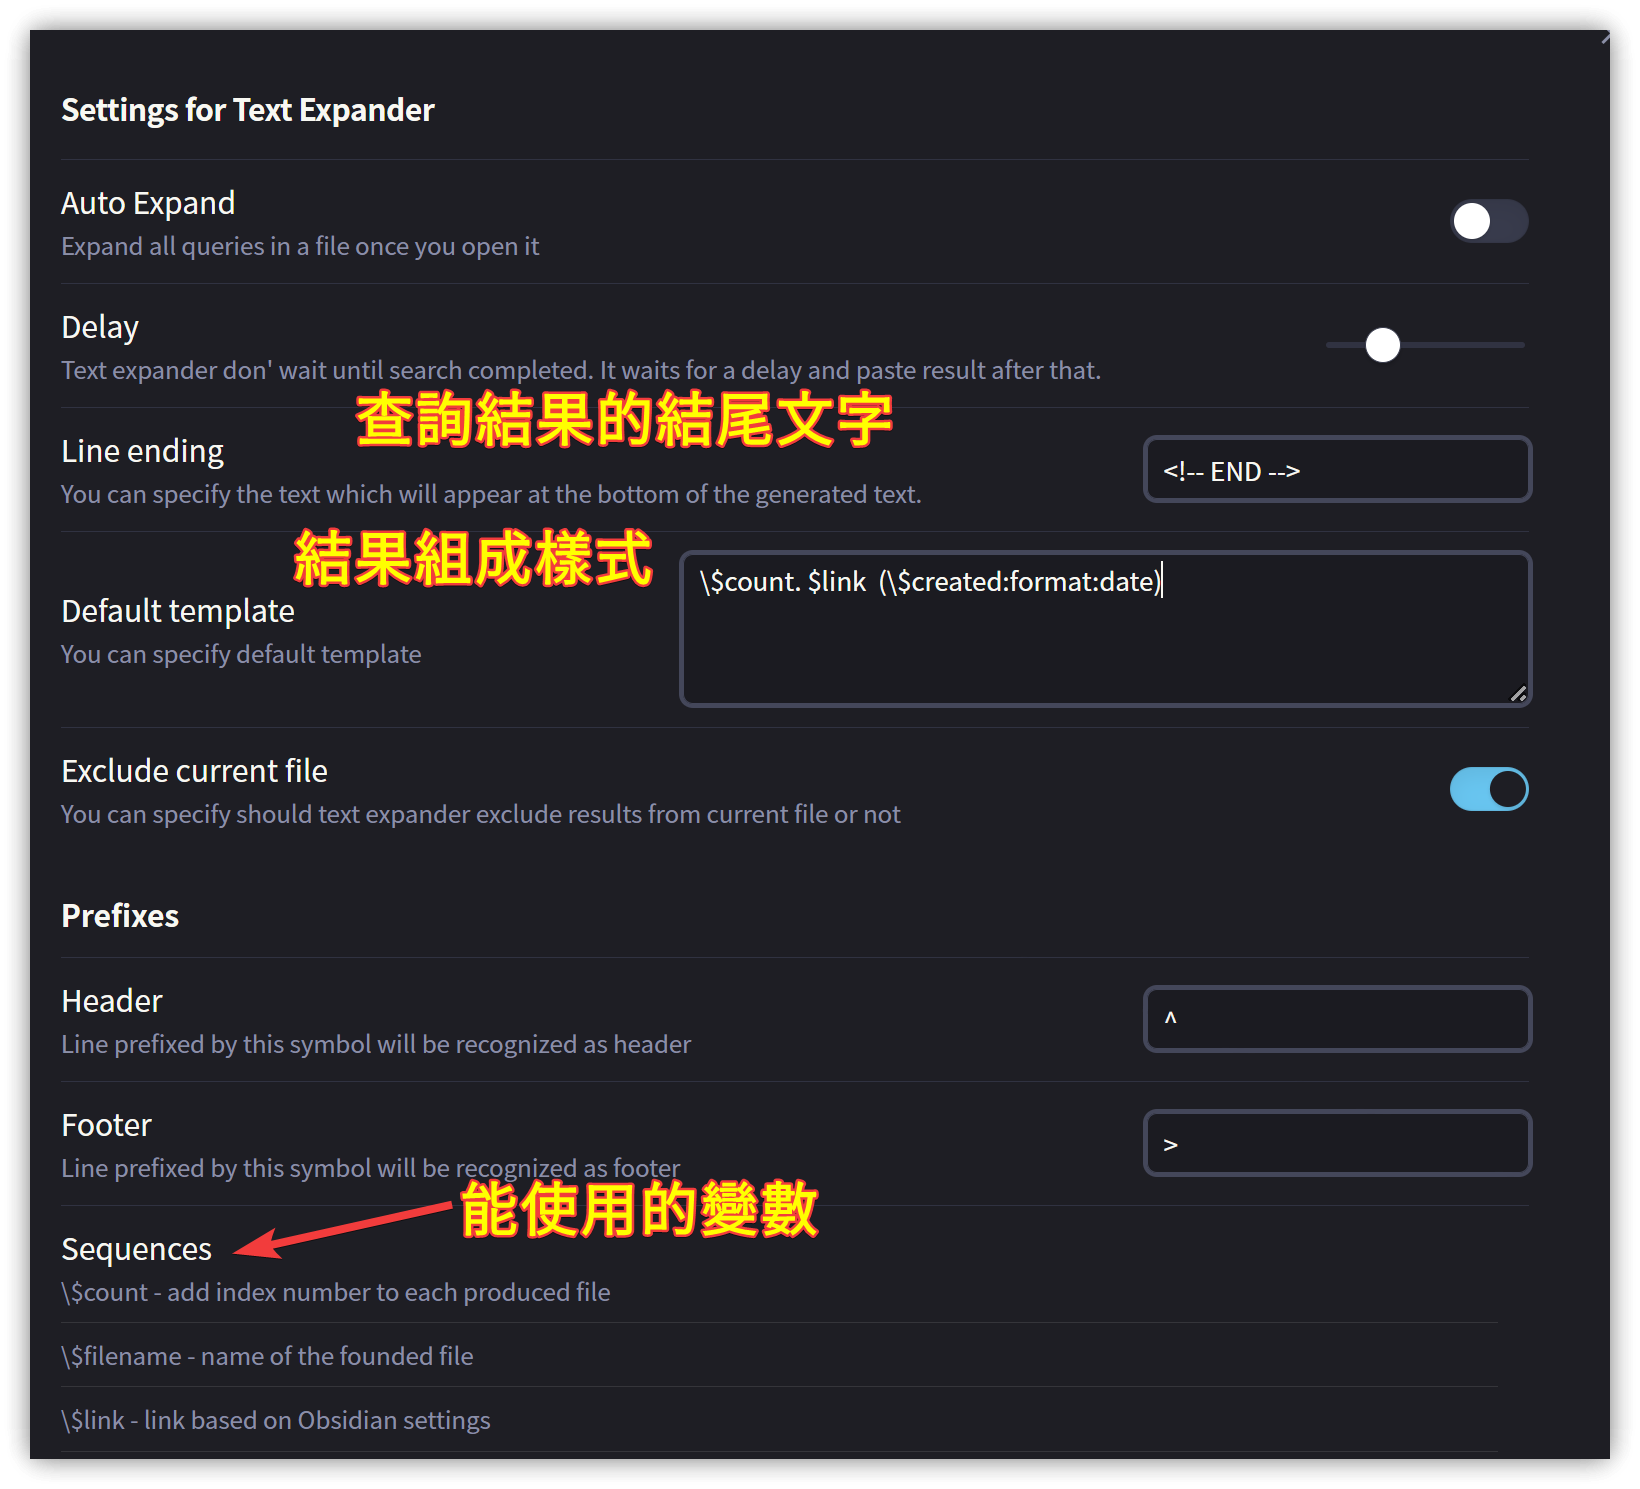 Settings for Text Expander
Auto Expand
Expand all queries in a file once you open it
Delay
Text expander don' wait until search completed. It waits for a delay and paste result after that.
查詢結果的結尾文字
Line ending
<!-- END -->
You can specify the text which will appear at the bottom of the generated text.
結果組成樣式
\$count. $link  (\$created:format:date)
Default template
You can specify default template
Exclude current file
You can specify should text expander exclude results from current file or not
Prefixes
Header
^
Line prefixed by this symbol will be recognized as header
Footer
>
Line prefixed by this symbol will be recognized as footer
能使用的變數
Sequences
\$count - add index number to each produced file
\$filename - name of the founded file
\$link - link based on Obsidian settings